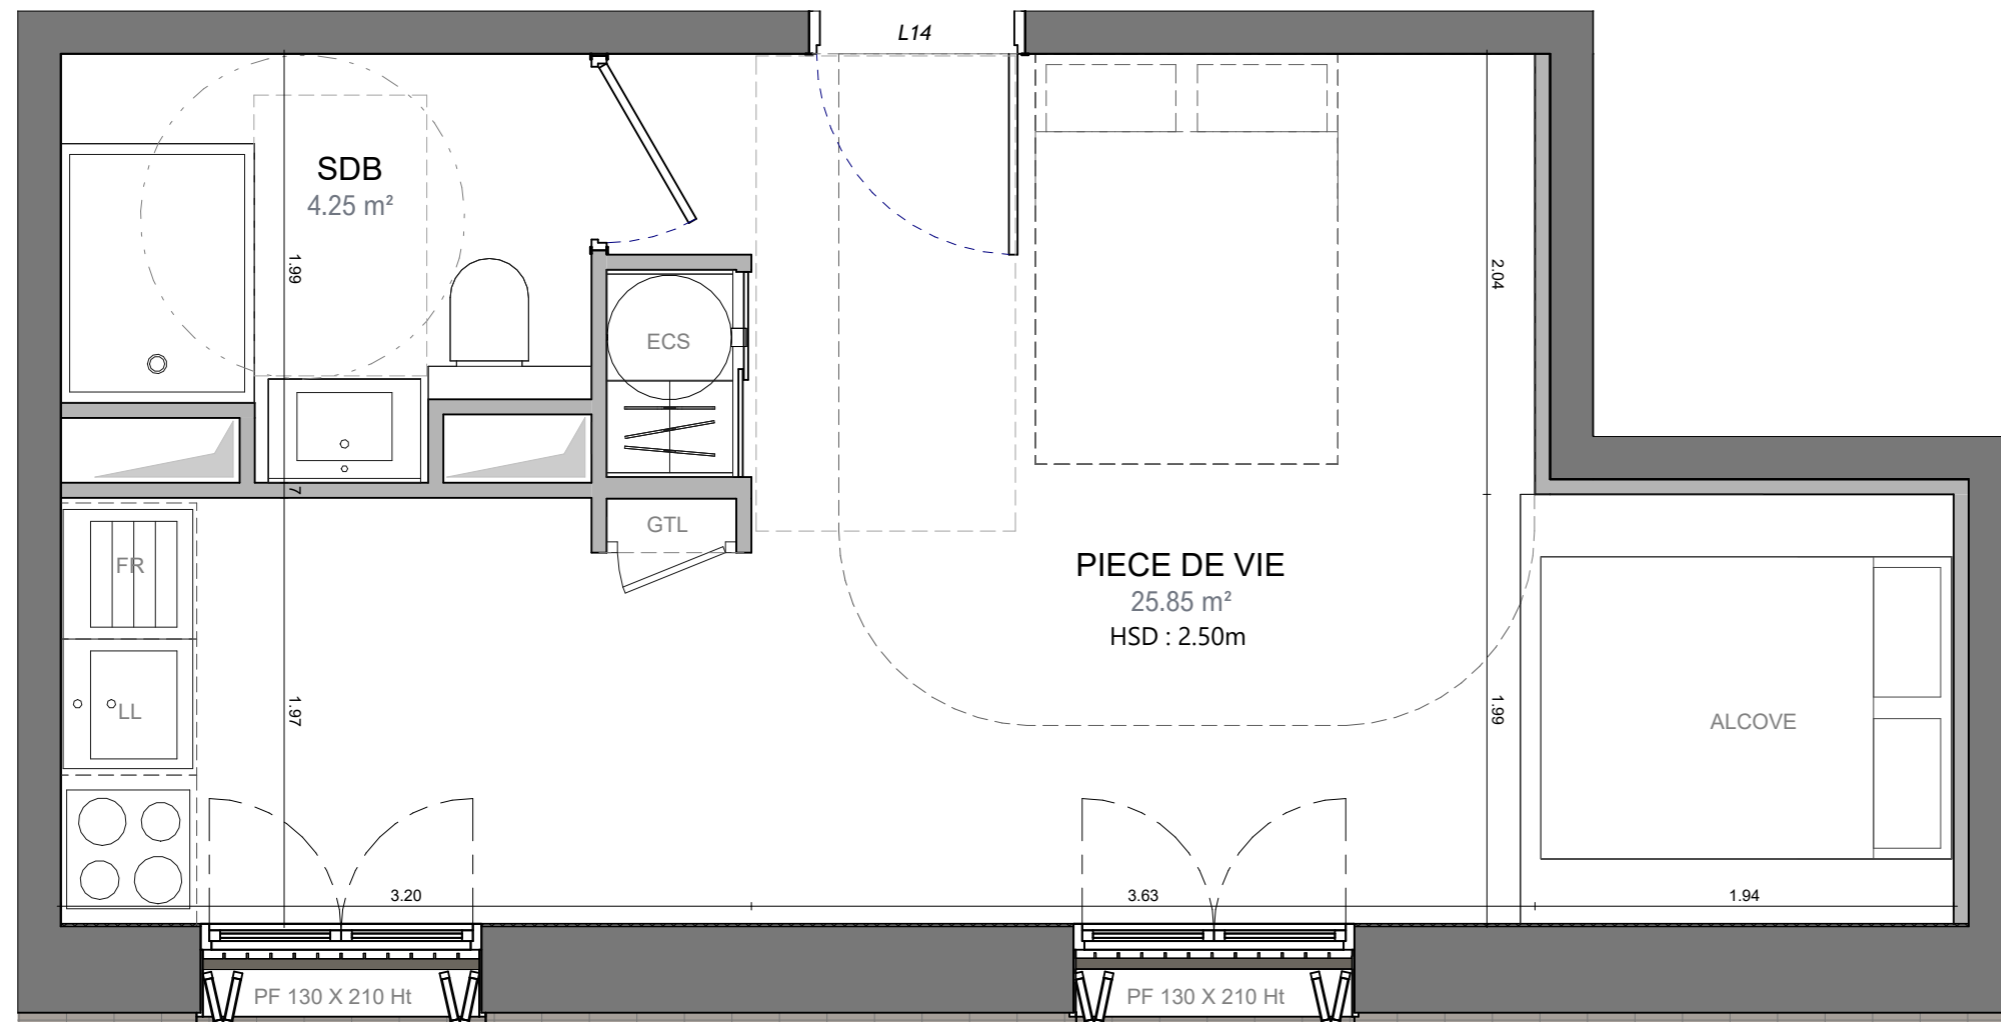 L14
SDB
4.25 m²
1.99
2.04
ECS
7
GTL
FR
PIECE DE VIE
25.85 m²
HSD : 2.50m
LL
1.97
1.99
ALCOVE
3.20
3.63
1.94
PF 130 X 210 Ht
PF 130 X 210 Ht